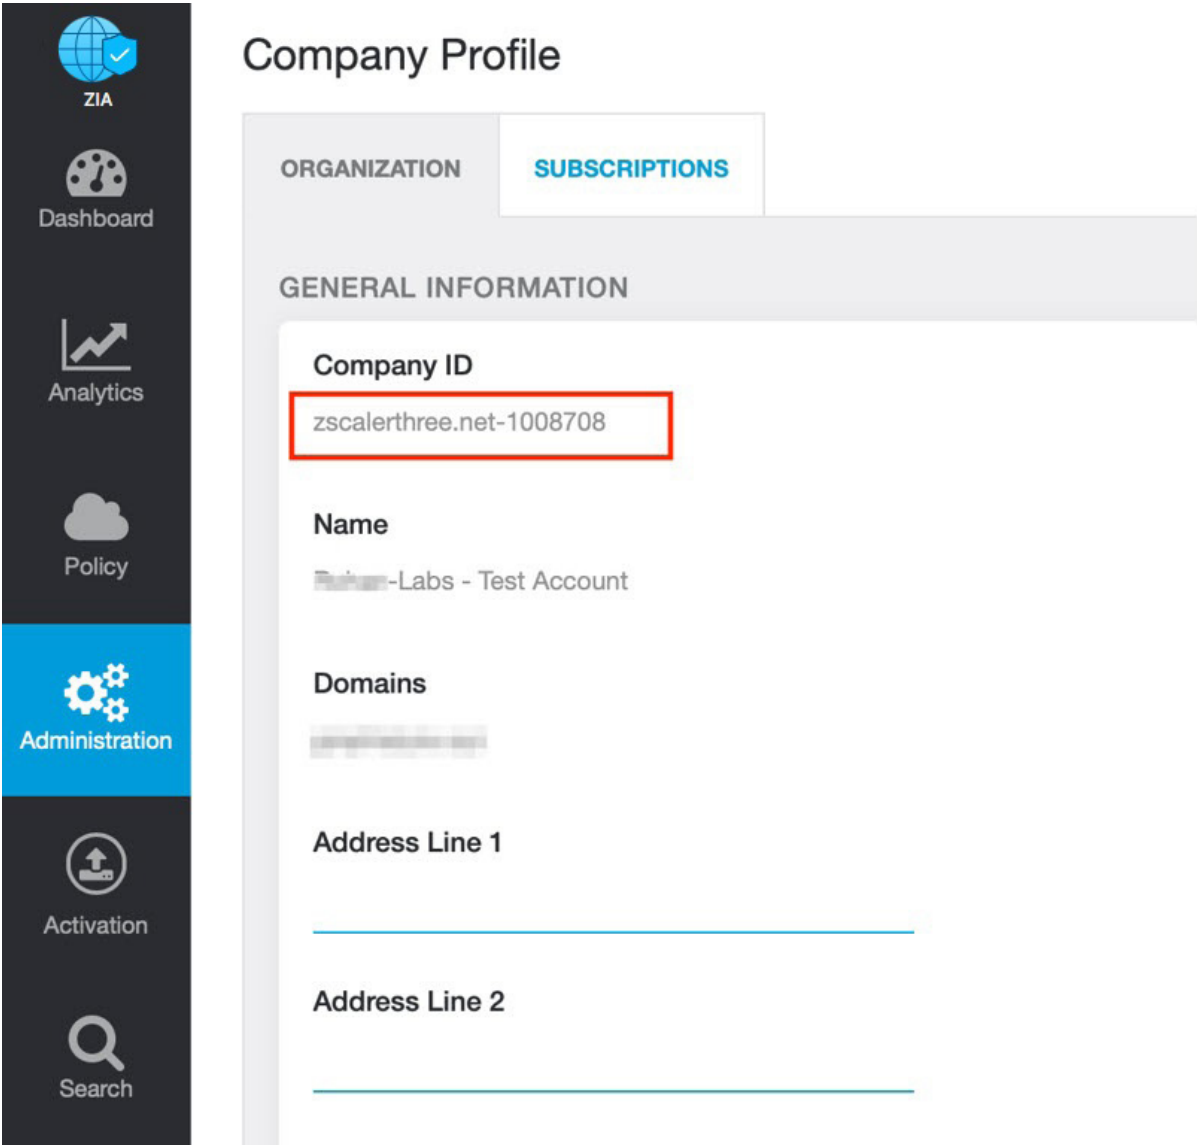 ZIA
Dashboard
Analytics
Policy
Administration
Activation
Search
Company Profile
ORGANIZATION
SUBSCRIPTIONS
GENERAL INFORMATION
Company ID
zscalerthree.net-1008708
Name
-Labs - Test Account
Domains
Address Line 1
Address Line 2